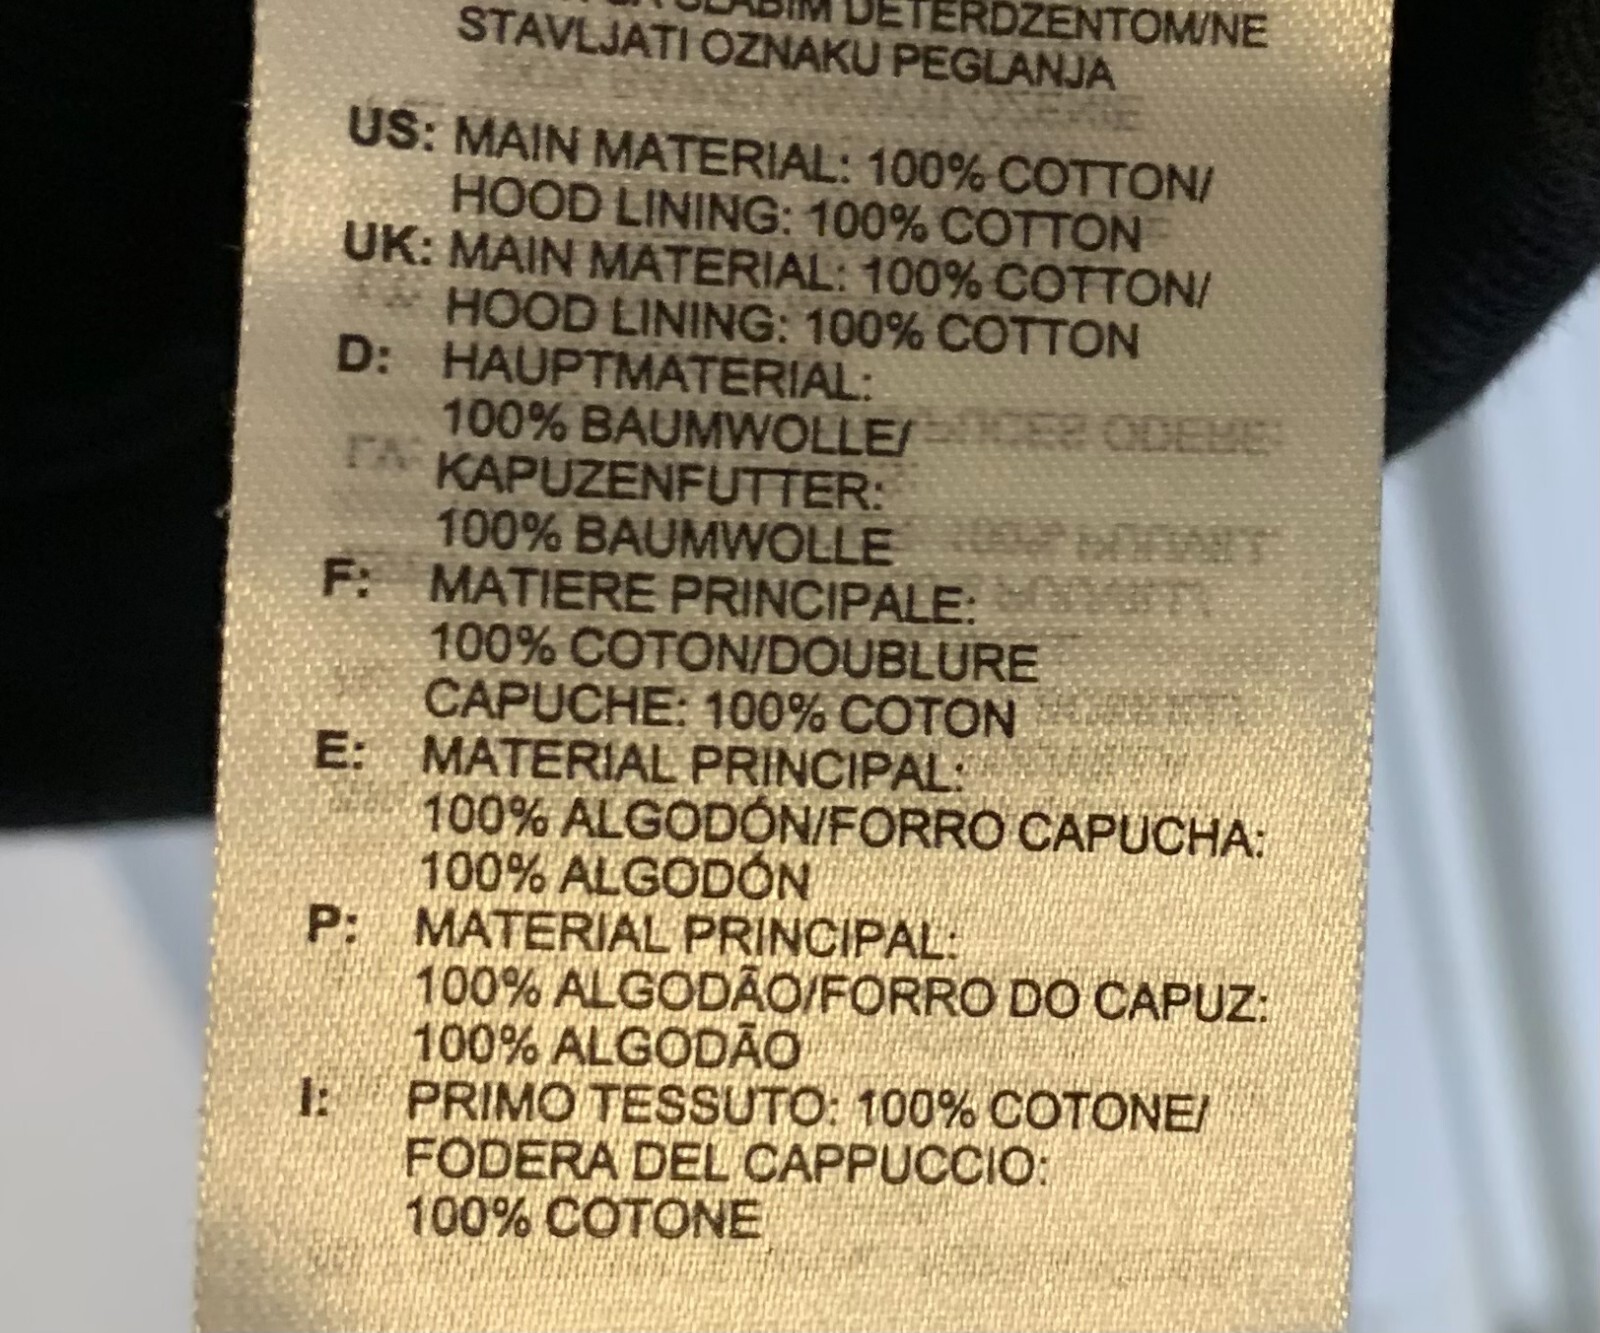 SLABIM DETERDZENTOM/NE
STAVLJATI OZNAKU PEGLANJA
US: MAIN MATERIAL: 100% COTTON/
HOOD LINING: 100% COTTON
UK: MAIN MATERIAL: 100% COTTON/
HOOD LINING: 100% COTTON
D: HAUPTMATERIAL:
100% BAUMWOLLE/
KAPUZENFUTTER:
100% BAUMWOLLE
F: MATIERE PRINCIPALE:
100% COTON/DOUBLURE
CAPUCHE: 100% COTON
E: MATERIAL PRINCIPAL:
100% ALGODÓN/FORRO CAPUCHA:
100% ALGODÓN
P: MATERIAL PRINCIPAL:
100% ALGODÃO/FORRO DO CAPUZ:
100% ALGODÃO
I: PRIMO TESSUTO: 100% COTONE/
FODERA DEL CAPPUCCIO:
100% COTONE